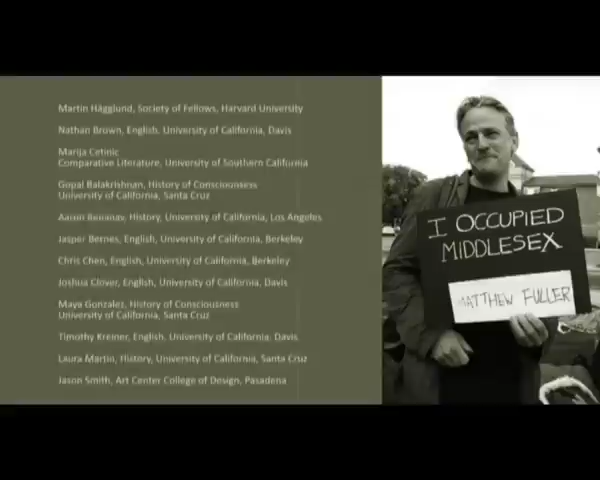 Martin Hägglund, Society of Fellows, Harvard University
Nathan Brown, English. University of California, Davis
Marija Cetinic
Comparative Literature, University of Southern California
Gopal Balakrishnan, History of Consciousness
University of California, Santa Cruz
Aaron Benanav, History, University of California, Los Angeles
Jasper Bernes, English, University of California, Berkeley
Chris Chen, English, University of California, Berkeley
Joshua Clover, English, University of California, Davis
Maya Gonzalez, History of Consciousness
University of California, Santa Cruz
Timothy Kreiner, English. University of California, Davis
Laura Martin, History, University of California, Santa Cruz
Jason Smith, Art Center College of Design, Pasadena
I OCCUPIED
MIDDLESEX
MATTHEW FULLER